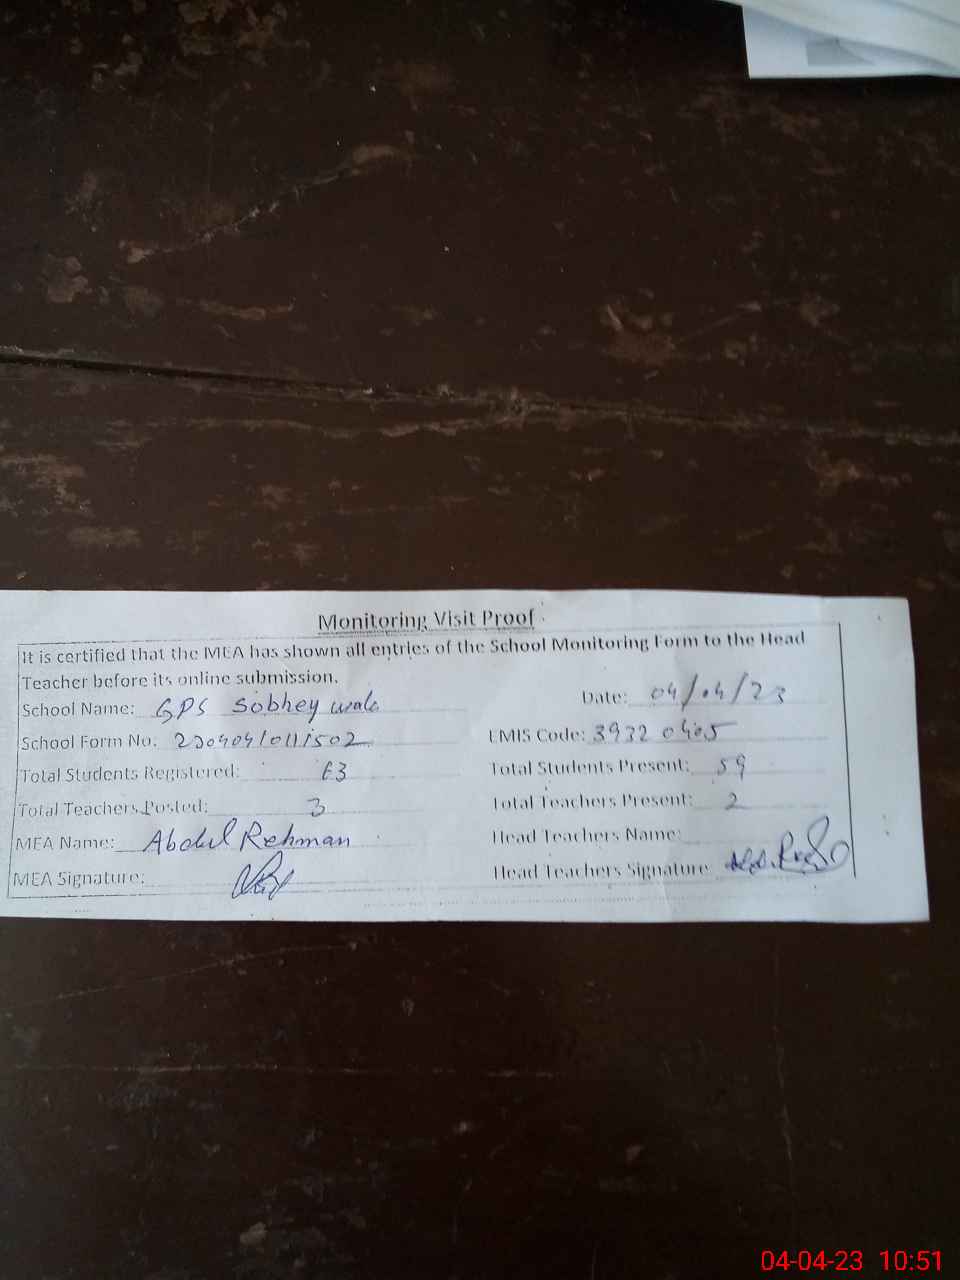 Monitoring Visit Proof
It is certified that the MEA has shown all entries of the School Monitoring Form to the Head
Teacher before its online submission.
School Name: GPS Sobhey wala Date: 04/04/23
School Form No: 2304040111502 EMIS Code: 39320405
Total Students Registered: 63 Total Students Present: 59
Total Teachers Posted: 3 Total Teachers Present: 2
MEA Name: Abdul Rehman Head Teachers Name:
MEA Signature: Head Teachers Signature
04-04-23 10:51